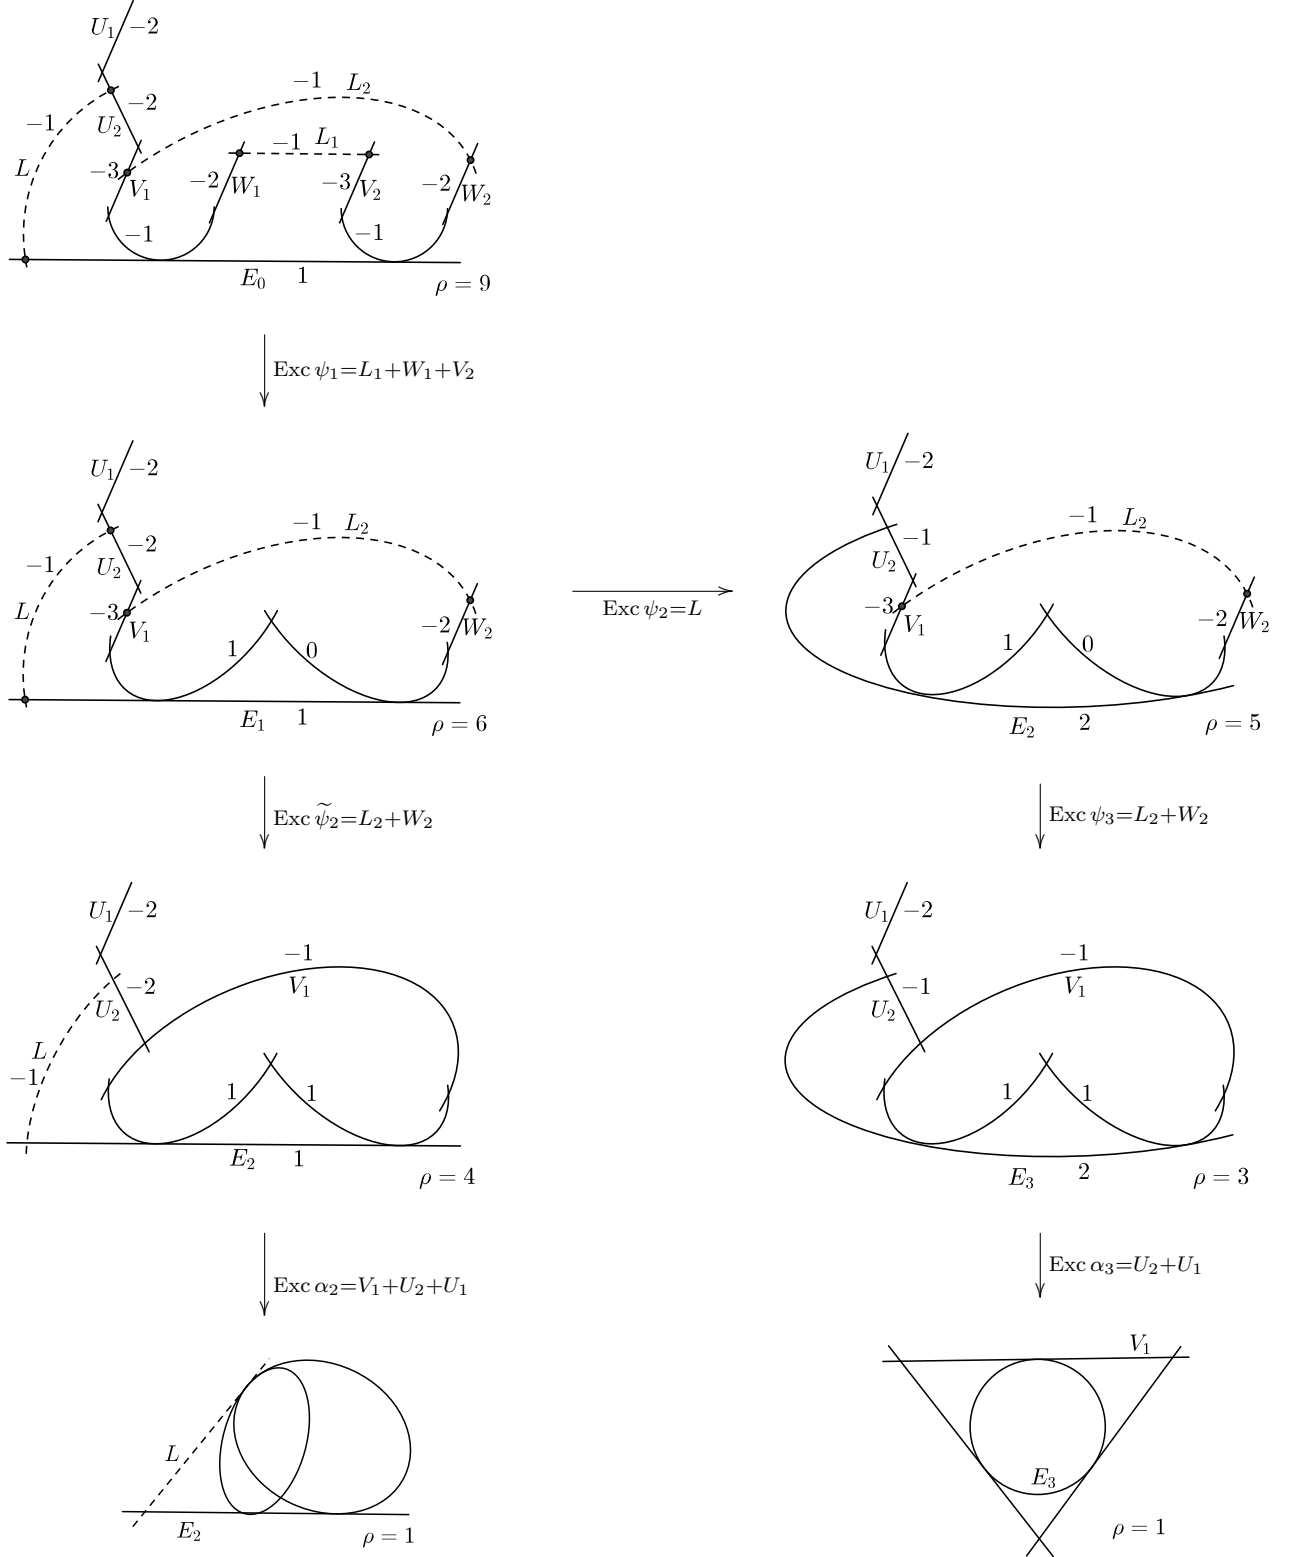 U₁ −2
−1 L₂
−2
−1 U₂
−1 L₁
L −3 V₁ −2 W₁ −3 V₂ −2 W₂
−1 −1
E₀ 1 ρ = 9
Exc ψ₁=L₁+W₁+V₂
U₁ −2
−1 L₂
−1 −2
U₂
L −3 V₁ −2 W₂
1 0
E₁ 1 ρ = 6
Exc ψ₂=L
U₁ −2
−1 L₂
−1
U₂
−3 V₁ −2 W₂
1 0
E₂ 2 ρ = 5
Exc ψ̃₂=L₂+W₂
Exc ψ₃=L₂+W₂
U₁ −2
−1
V₁
−2
U₂
L
−1 1 1
E₂ 1 ρ = 4
U₁ −2
−1
V₁
−1
U₂
1 1
E₃ 2 ρ = 3
Exc α₂=V₁+U₂+U₁
Exc α₃=U₂+U₁
L
E₂ ρ = 1
V₁
E₃
ρ = 1